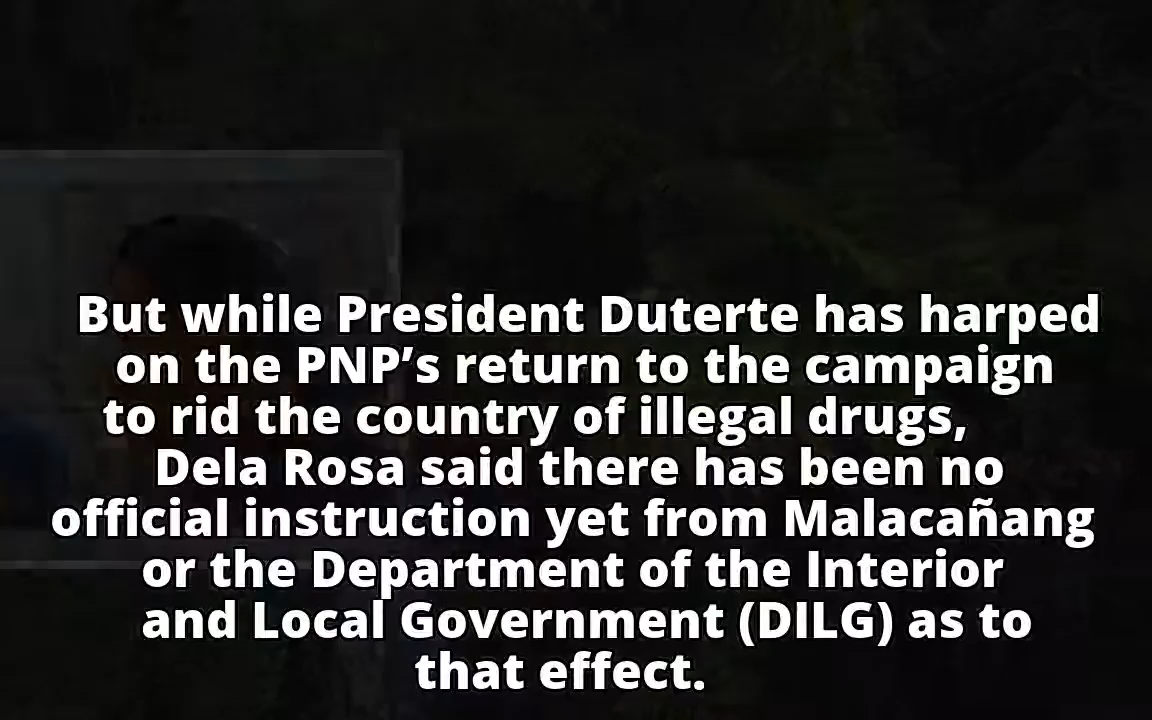 But while President Duterte has harped
on the PNP’s return to the campaign
to rid the country of illegal drugs,
Dela Rosa said there has been no
official instruction yet from Malacañang
or the Department of the Interior
and Local Government (DILG) as to
that effect.